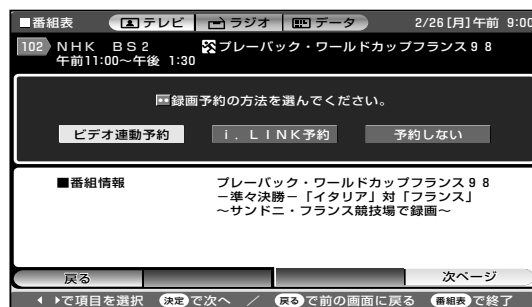 ■番組表 テレビ ラジオ データ 2/26[月]午前 9:00
102 NHK BS2 プレーバック・ワールドカップフランス98
午前11:00～午後 1:30
録画予約の方法を選んでください。
ビデオ連動予約 i.LINK予約 予約しない
■番組情報 プレーバック・ワールドカップフランス98
－準々決勝－「イタリア」対「フランス」
～サンドニ・フランス競技場で録画～
戻る 次ページ
で項目を選択 決定で次へ ／ 戻るで前の画面に戻る 番組表で終了